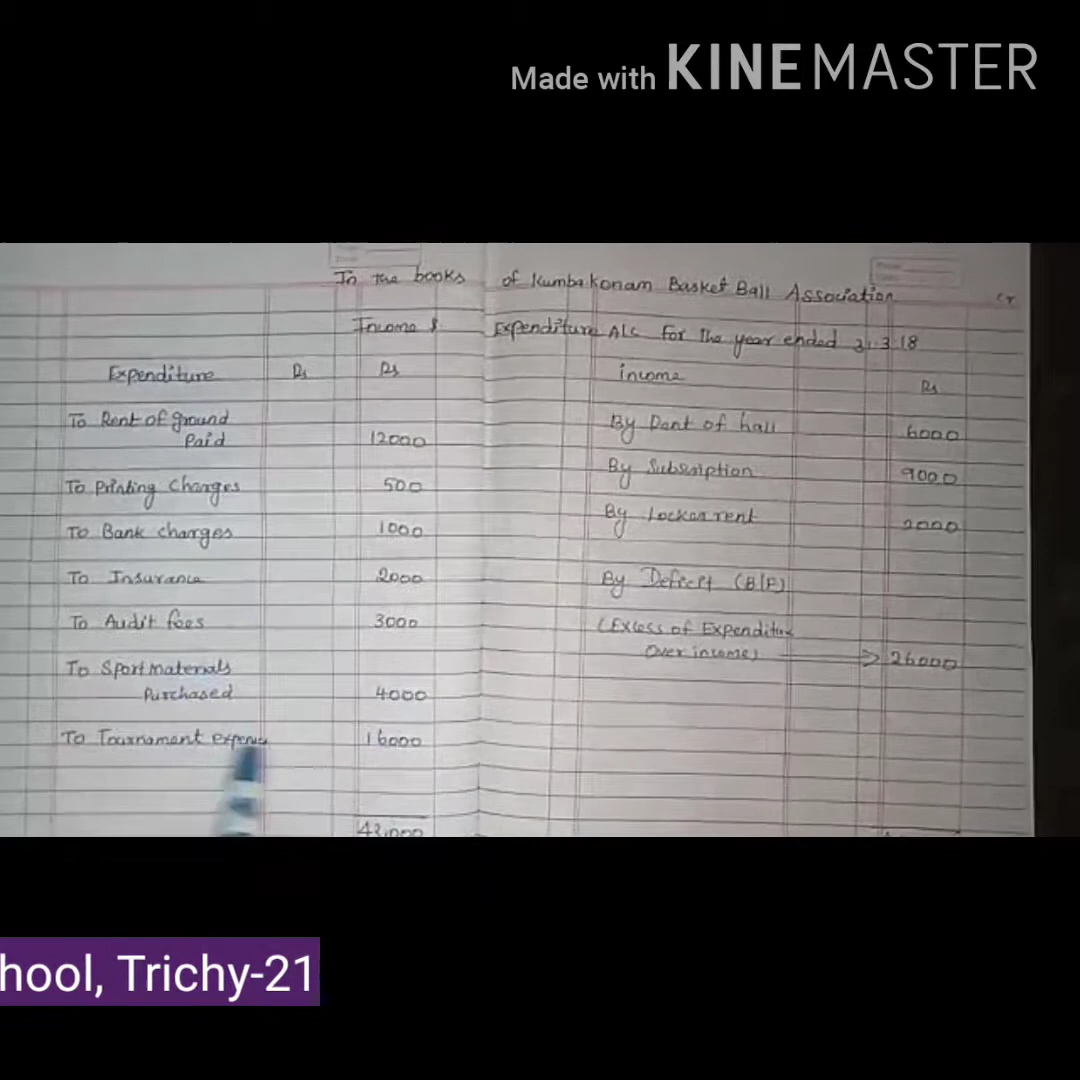 Made with KINEMASTER
In the books of Kumbakonam Basket Ball Association
Cr
Income & Expenditure A/c for the year ended 31.3.18
Expenditure Rs Rs income Rs
To Rent of ground
Paid 12000
By Rent of hall 6000
To Printing Charges 500
By Subscription 9000
To Bank charges 1000
By Locker rent 2000
To Insurance 2000
By Deficit (B/F)
To Audit fees 3000
(Excess of Expenditure
Over income) 26000
To Sport materials
Purchased 4000
To Tournament expenses 16000
43,000
hool, Trichy-21